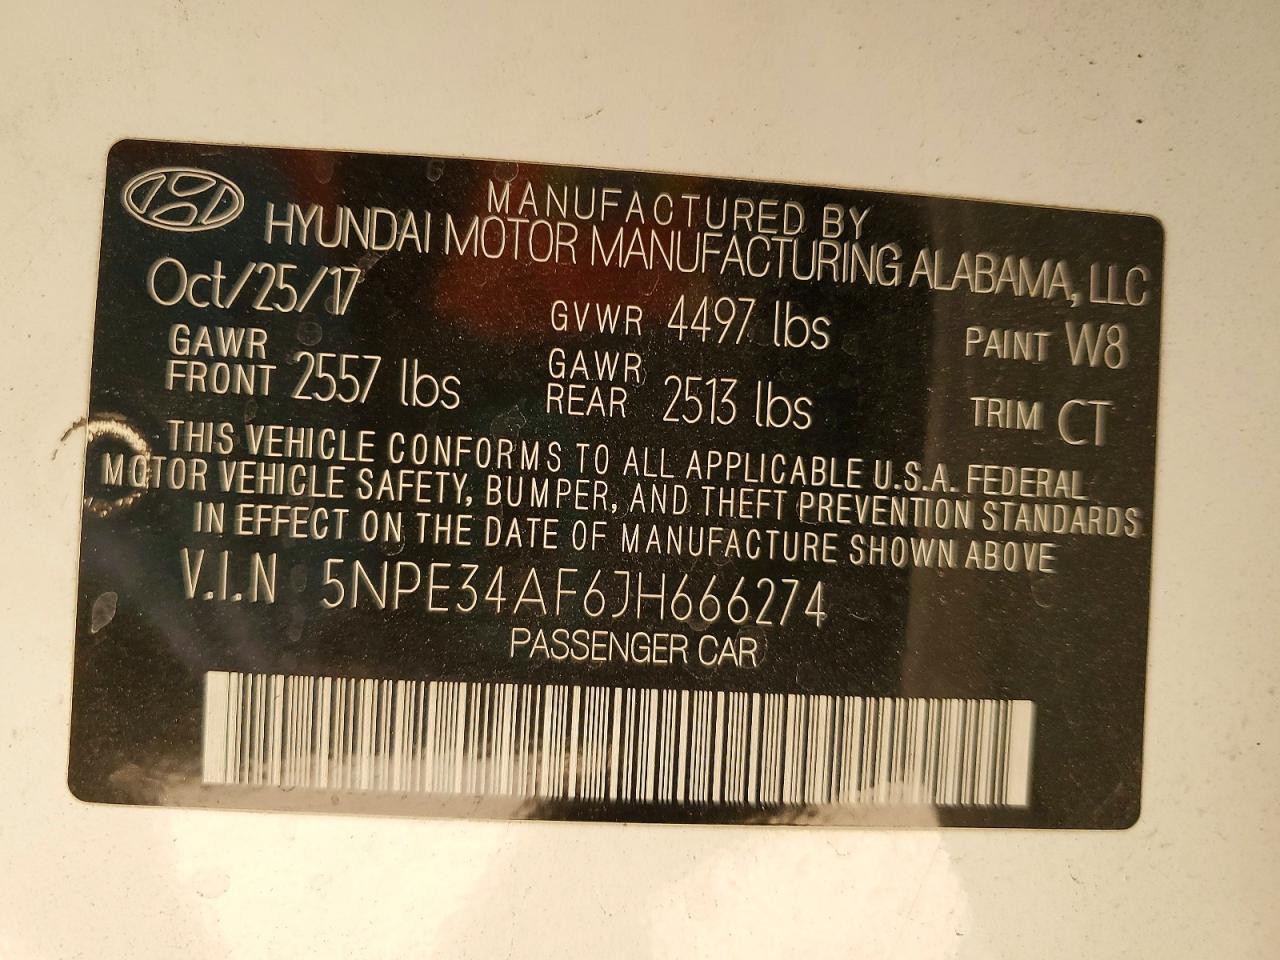 MANUFACTURED BY
HYUNDAI MOTOR MANUFACTURING ALABAMA, LLC
Oct/25/17 GVWR 4497 lbs PAINT W8
GAWR FRONT 2557 lbs GAWR REAR 2513 lbs TRIM CT
THIS VEHICLE CONFORMS TO ALL APPLICABLE U.S.A. FEDERAL
MOTOR VEHICLE SAFETY, BUMPER, AND THEFT PREVENTION STANDARDS
IN EFFECT ON THE DATE OF MANUFACTURE SHOWN ABOVE
V.I.N 5NPE34AF6JH666274
PASSENGER CAR